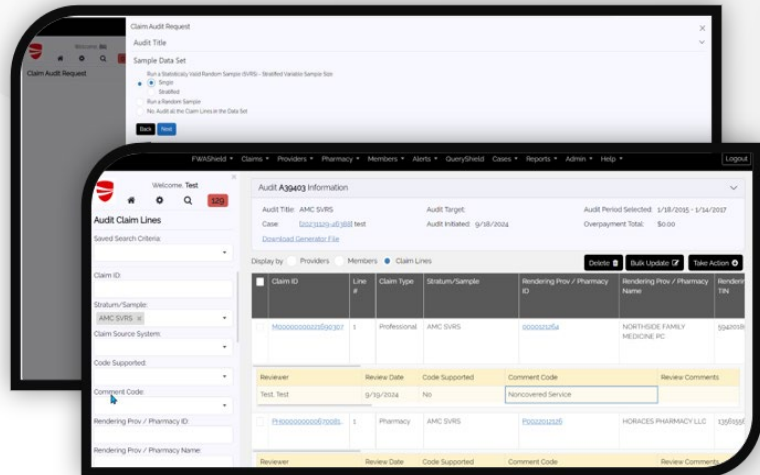 Claim Audit Request
Audit Title
Sample Data Set
Welcome,
Claim Audit Request
Run a Statistically Valid Random Sample (SVRS) - Stratified Variable Sample Size
Single
Stratified
Run a Random Sample
No, Audit all the Claim Lines in the Data Set
Back Next
FWAShield Claims Providers Pharmacy Members Alerts QueryShield Cases Reports Admin Help Logout
Welcome, Test
129
Audit Claim Lines
Saved Search Criteria:
Claim ID:
Stratum/Sample:
AMC SVRS ×
Claim Source System:
Code Supported:
Comment Code:
Rendering Prov / Pharmacy ID:
Rendering Prov / Pharmacy Name:
Audit A39403 Information
Audit Title: AMC SVRS Audit Target: Audit Period Selected: 1/18/2015 - 1/14/2017
Case: test Audit Initiated: 9/18/2024 Overpayment Total: $0.00
Download Generator File
Display by Providers Members Claim Lines Delete Bulk Update Take Action
Claim ID Line # Claim Type Stratum/Sample Rendering Prov / Pharmacy ID Rendering Prov / Pharmacy Name TIN
1 Professional AMC SVRS NORTHSIDE FAMILY MEDICINE PC
Reviewer Review Date Code Supported Comment Code Review Comments
Test, Test 9/19/2024 No Noncovered Service
1 Pharmacy AMC SVRS HORACES PHARMACY LLC
Reviewer Review Date Code Supported Comment Code Review Comments